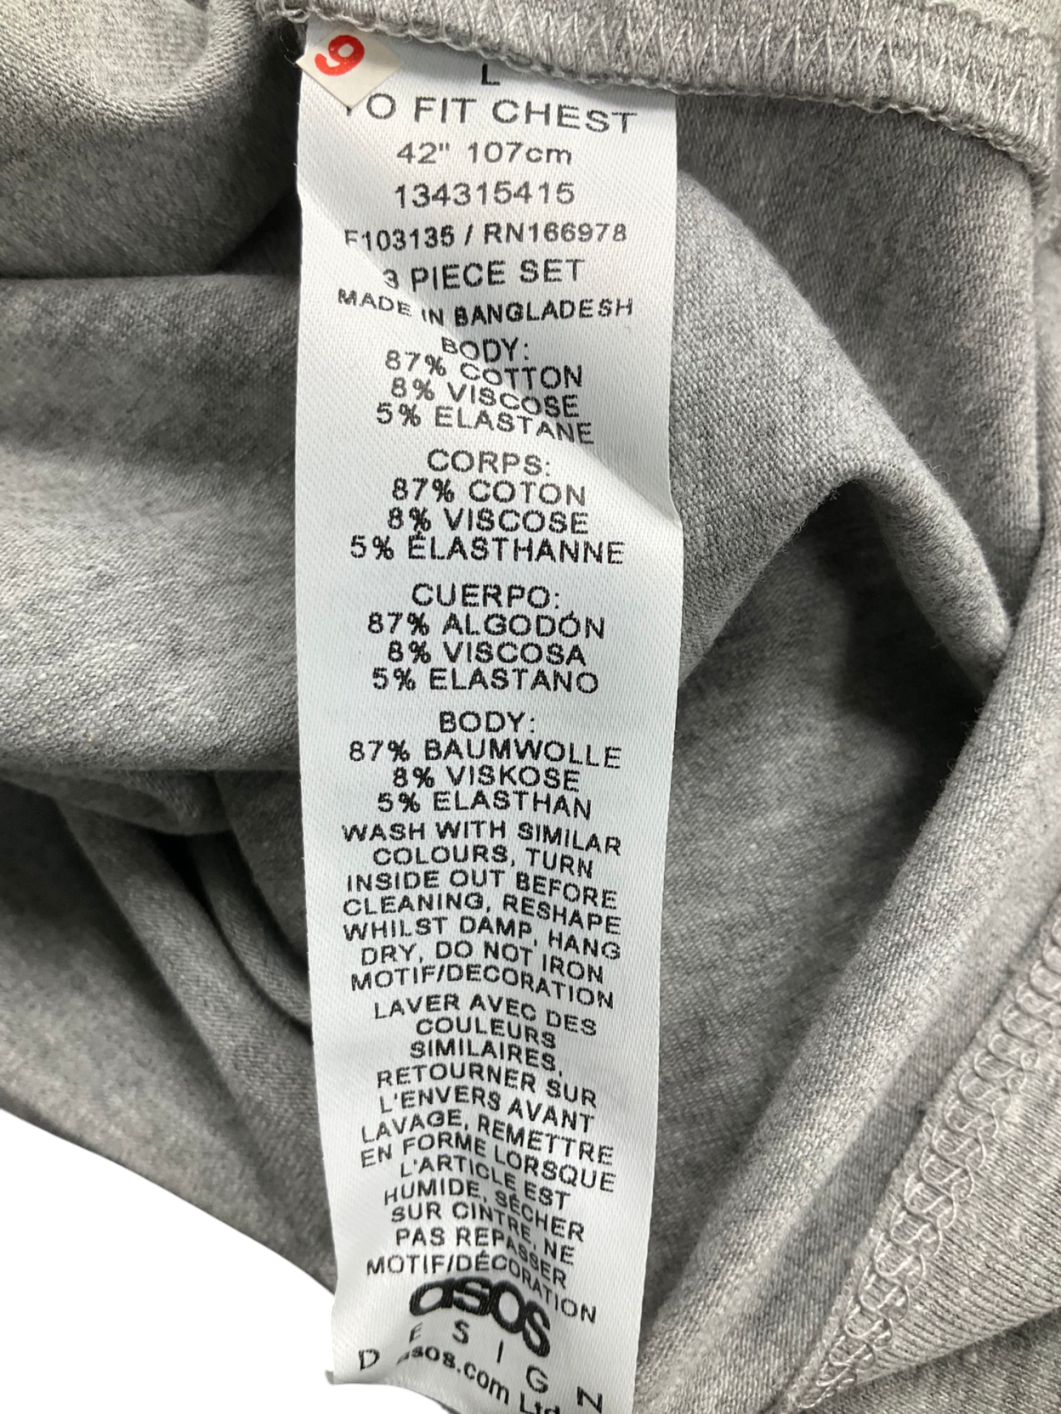 9
L
TO FIT CHEST
42" 107cm
134315415
F103135 / RN166978
3 PIECE SET
MADE IN BANGLADESH
BODY:
87% COTTON
8% VISCOSE
5% ELASTANE
CORPS:
87% COTON
8% VISCOSE
5% ÉLASTHANNE
CUERPO:
87% ALGODÓN
8% VISCOSA
5% ELASTANO
BODY:
87% BAUMWOLLE
8% VISKOSE
5% ELASTHAN
WASH WITH SIMILAR
COLOURS, TURN
INSIDE OUT BEFORE
CLEANING, RESHAPE
WHILST DAMP, HANG
DRY, DO NOT IRON
MOTIF/DECORATION
LAVER AVEC DES
COULEURS
SIMILAIRES,
RETOURNER SUR
L'ENVERS AVANT
LAVAGE, REMETTRE
EN FORME LORSQUE
L'ARTICLE EST
HUMIDE, SÉCHER
SUR CINTRE, NE
PAS REPASSER
MOTIF/DÉCORATION
asos
DESIGN
asos.com Ltd